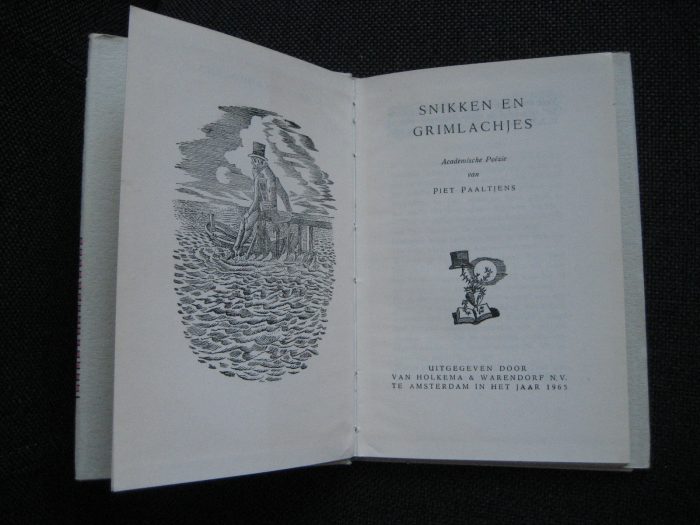 SNIKKEN EN
GRIMLACHJES
Academische Poëzie
van
PIET PAALTJENS
UITGEGEVEN DOOR
VAN HOLKEMA & WARENDORF N.V.
TE AMSTERDAM IN HET JAAR 1965